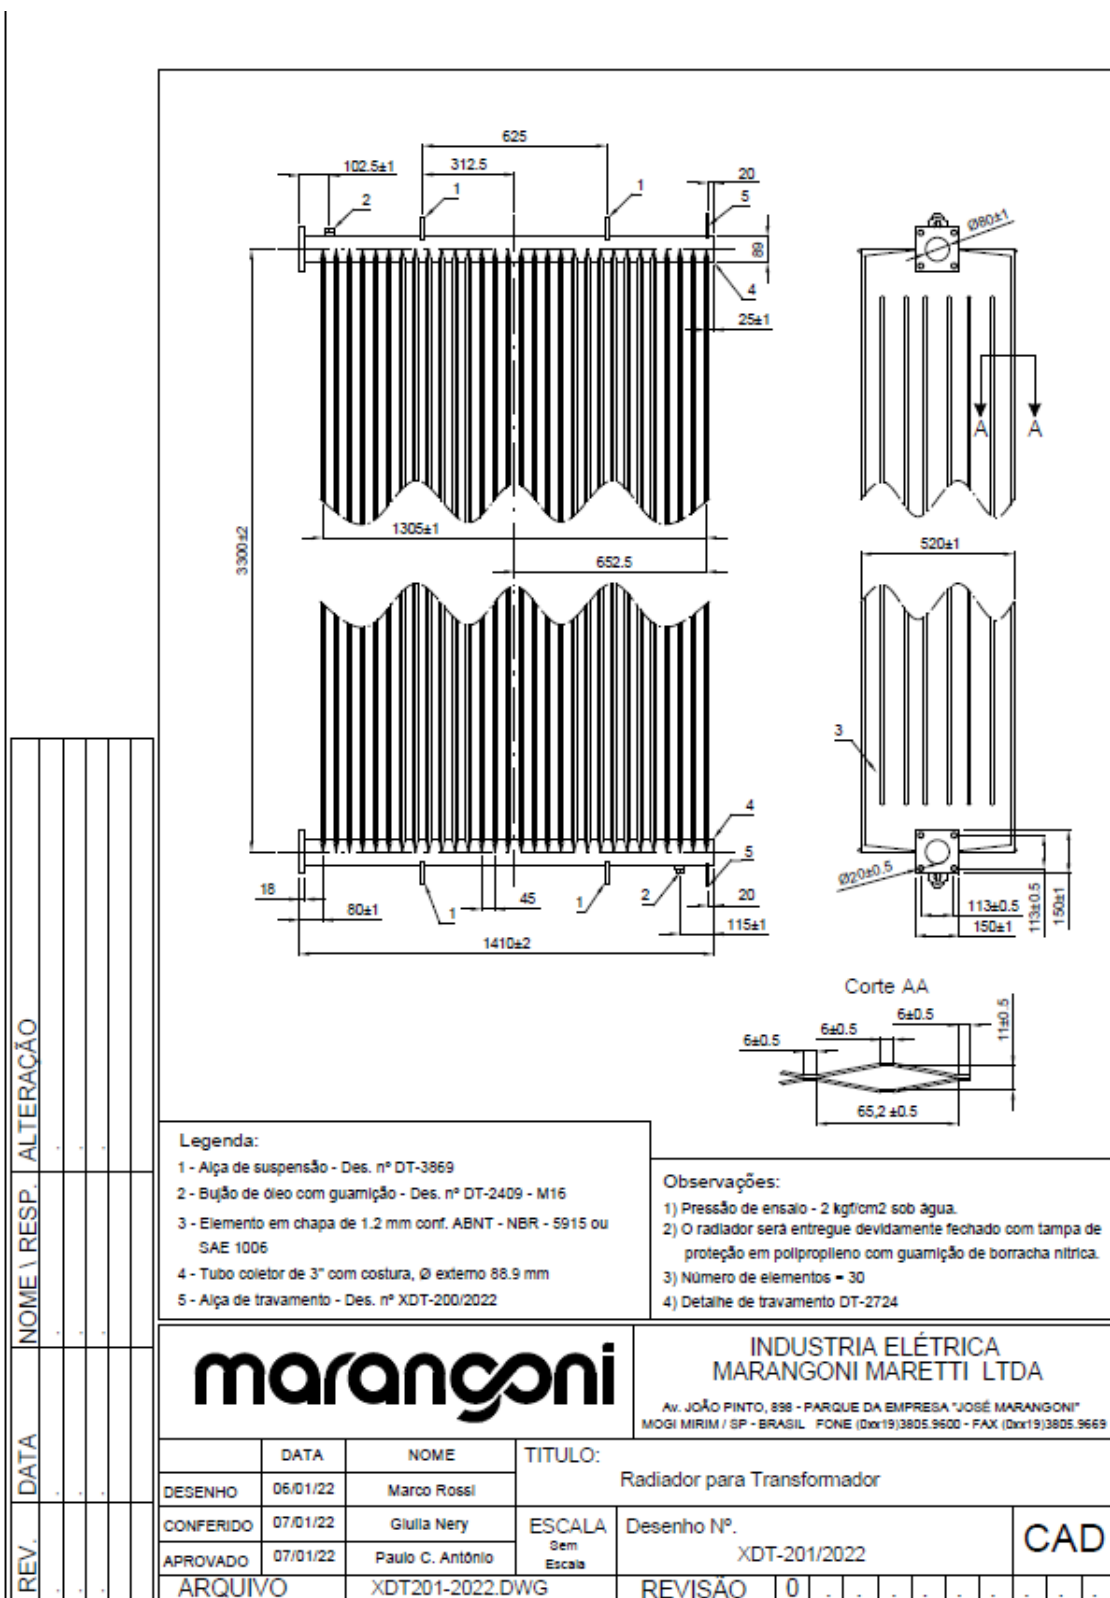 625
102.5±1
312.5
20
2
1
1
5
Ø80±1
89
4
25±1
A
A
1305±1
520±1
3300±2
652.5
3
4
5
18
80±1
1
45
1
2
20
115±1
1410±2
Ø20±0.5
113±0.5
150±1
113±0.5
150±1
Corte AA
6±0.5
6±0.5
6±0.5
11±0.5
65,2 ±0.5
Legenda:
1 - Alça de suspensão - Des. nº DT-3869
2 - Bujão de óleo com guarnição - Des. nº DT-2409 - M16
3 - Elemento em chapa de 1.2 mm conf. ABNT - NBR - 5915 ou
SAE 1006
4 - Tubo coletor de 3" com costura, Ø externo 88.9 mm
5 - Alça de travamento - Des. nº XDT-200/2022
Observações:
1) Pressão de ensaio - 2 kgf/cm2 sob água.
2) O radiador será entregue devidamente fechado com tampa de
proteção em polipropileno com guarnição de borracha nitrica.
3) Número de elementos = 30
4) Detalhe de travamento DT-2724
marangoni
INDUSTRIA ELÉTRICA
MARANGONI MARETTI LTDA
Av. JOÃO PINTO, 898 - PARQUE DA EMPRESA "JOSÉ MARANGONI"
MOGI MIRIM / SP - BRASIL FONE (0xx19)3805.9600 - FAX (0xx19)3805.9669
DATA NOME
TITULO:
Radiador para Transformador
DESENHO 06/01/22 Marco Rossi
CONFERIDO 07/01/22 Giulia Nery
APROVADO 07/01/22 Paulo C. Antônio
ESCALA
Sem
Escala
Desenho Nº.
XDT-201/2022
CAD
ARQUIVO XDT201-2022.DWG
REVISÃO 0
REV. DATA NOME \ RESP. ALTERAÇÃO